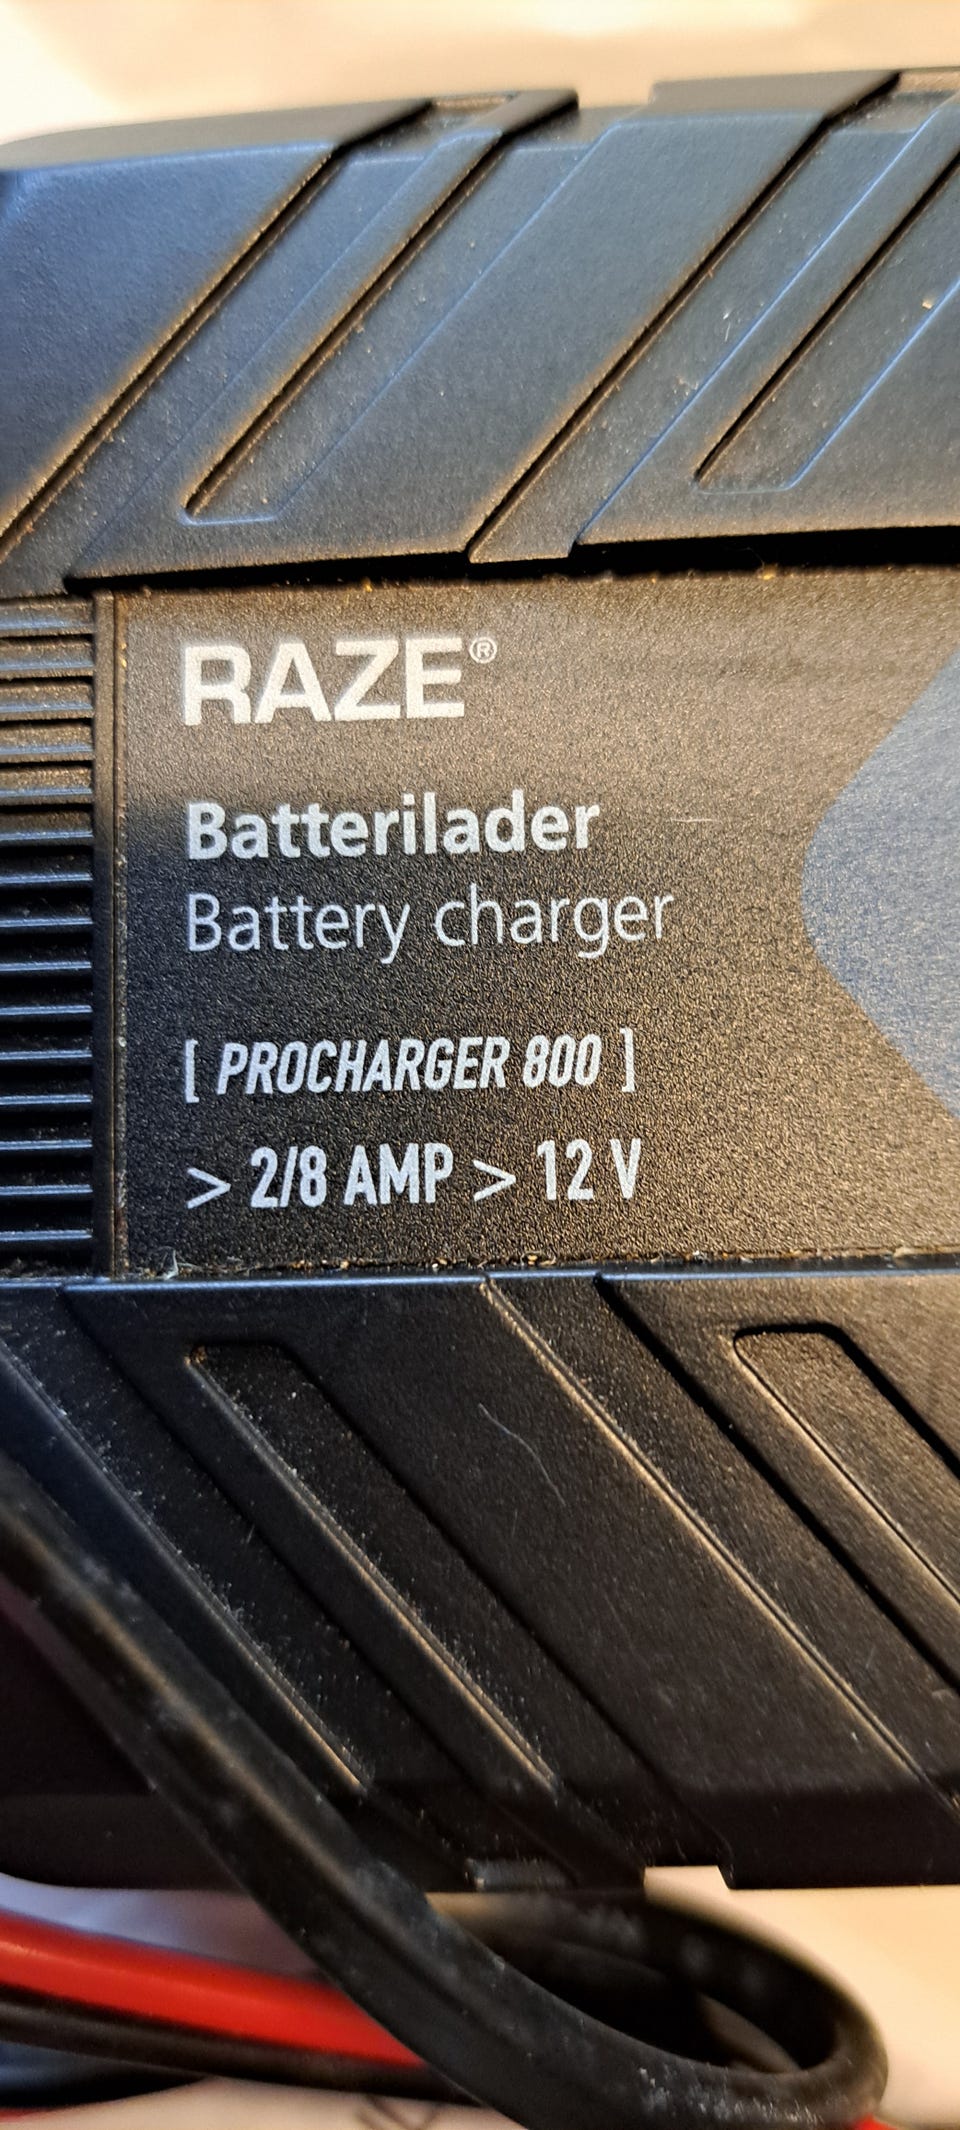 RAZE®
Batterilader
Battery charger
[ PROCHARGER 800 ]
> 2/8 AMP > 12 V